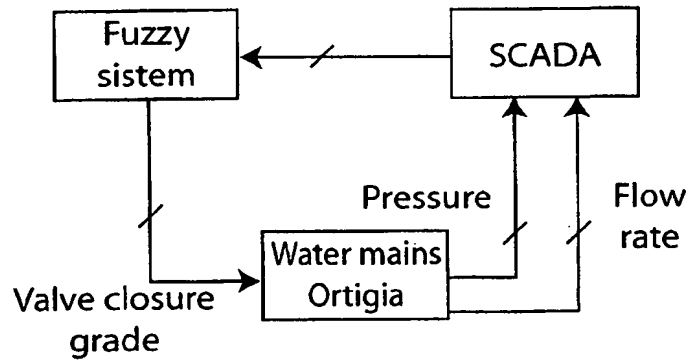 Fuzzy
sistem
SCADA
Pressure
Flow
rate
Water mains
Ortigia
Valve closure
grade